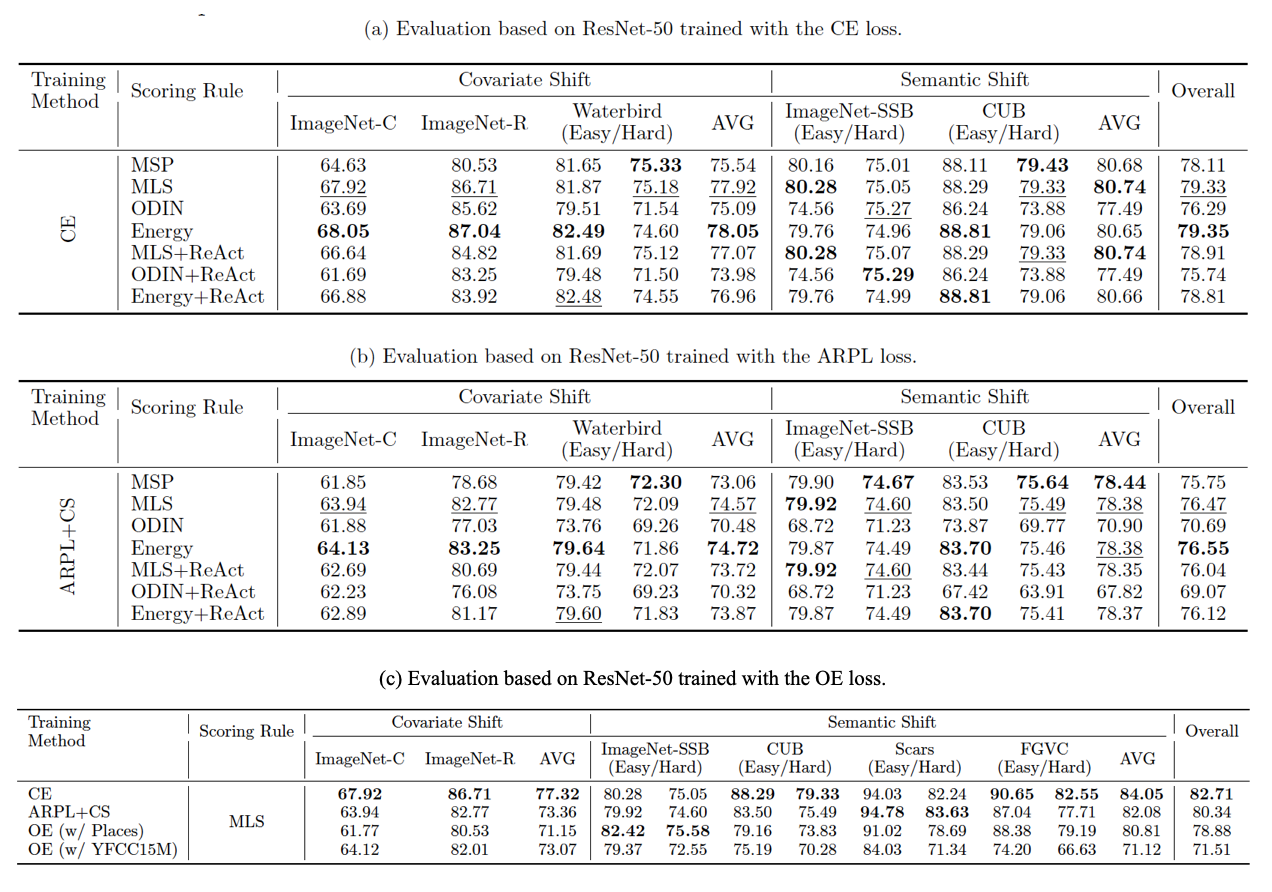 (a) Evaluation based on ResNet-50 trained with the CE loss.
Training Method Scoring Rule Covariate Shift Semantic Shift Overall
ImageNet-C ImageNet-R Waterbird (Easy/Hard) AVG ImageNet-SSB (Easy/Hard) CUB (Easy/Hard) AVG
CE
MSP 64.63 80.53 81.65 75.33 75.54 80.16 75.01 88.11 79.43 80.68 78.11
MLS 67.92 86.71 81.87 75.18 77.92 80.28 75.05 88.29 79.33 80.74 79.33
ODIN 63.69 85.62 79.51 71.54 75.09 74.56 75.27 86.24 73.88 77.49 76.29
Energy 68.05 87.04 82.49 74.60 78.05 79.76 74.96 88.81 79.06 80.65 79.35
MLS+ReAct 66.64 84.82 81.69 75.12 77.07 80.28 75.07 88.29 79.33 80.74 78.91
ODIN+ReAct 61.69 83.25 79.48 71.50 73.98 74.56 75.29 86.24 73.88 77.49 75.74
Energy+ReAct 66.88 83.92 82.48 74.55 76.96 79.76 74.99 88.81 79.06 80.66 78.81
(b) Evaluation based on ResNet-50 trained with the ARPL loss.
Training Method Scoring Rule Covariate Shift Semantic Shift Overall
ImageNet-C ImageNet-R Waterbird (Easy/Hard) AVG ImageNet-SSB (Easy/Hard) CUB (Easy/Hard) AVG
ARPL+CS
MSP 61.85 78.68 79.42 72.30 73.06 79.90 74.67 83.53 75.64 78.44 75.75
MLS 63.94 82.77 79.48 72.09 74.57 79.92 74.60 83.50 75.49 78.38 76.47
ODIN 61.88 77.03 73.76 69.26 70.48 68.72 71.23 73.87 69.77 70.90 70.69
Energy 64.13 83.25 79.64 71.86 74.72 79.87 74.49 83.70 75.46 78.38 76.55
MLS+ReAct 62.69 80.69 79.44 72.07 73.72 79.92 74.60 83.44 75.43 78.35 76.04
ODIN+ReAct 62.23 76.08 73.75 69.23 70.32 68.72 71.23 67.42 63.91 67.82 69.07
Energy+ReAct 62.89 81.17 79.60 71.83 73.87 79.87 74.49 83.70 75.41 78.37 76.12
(c) Evaluation based on ResNet-50 trained with the OE loss.
Training Method Scoring Rule Covariate Shift Semantic Shift Overall
ImageNet-C ImageNet-R AVG ImageNet-SSB (Easy/Hard) CUB (Easy/Hard) Scars (Easy/Hard) FGVC (Easy/Hard) AVG
MLS
CE 67.92 86.71 77.32 80.28 75.05 88.29 79.33 94.03 82.24 90.65 82.55 84.05 82.71
ARPL+CS 63.94 82.77 73.36 79.92 74.60 83.50 75.49 94.78 83.63 87.04 77.71 82.08 80.34
OE (w/ Places) 61.77 80.53 71.15 82.42 75.58 79.16 73.83 91.02 78.69 88.38 79.19 80.81 78.88
OE (w/ YFCC15M) 64.12 82.01 73.07 79.37 72.55 75.19 70.28 84.03 71.34 74.20 66.63 71.12 71.51